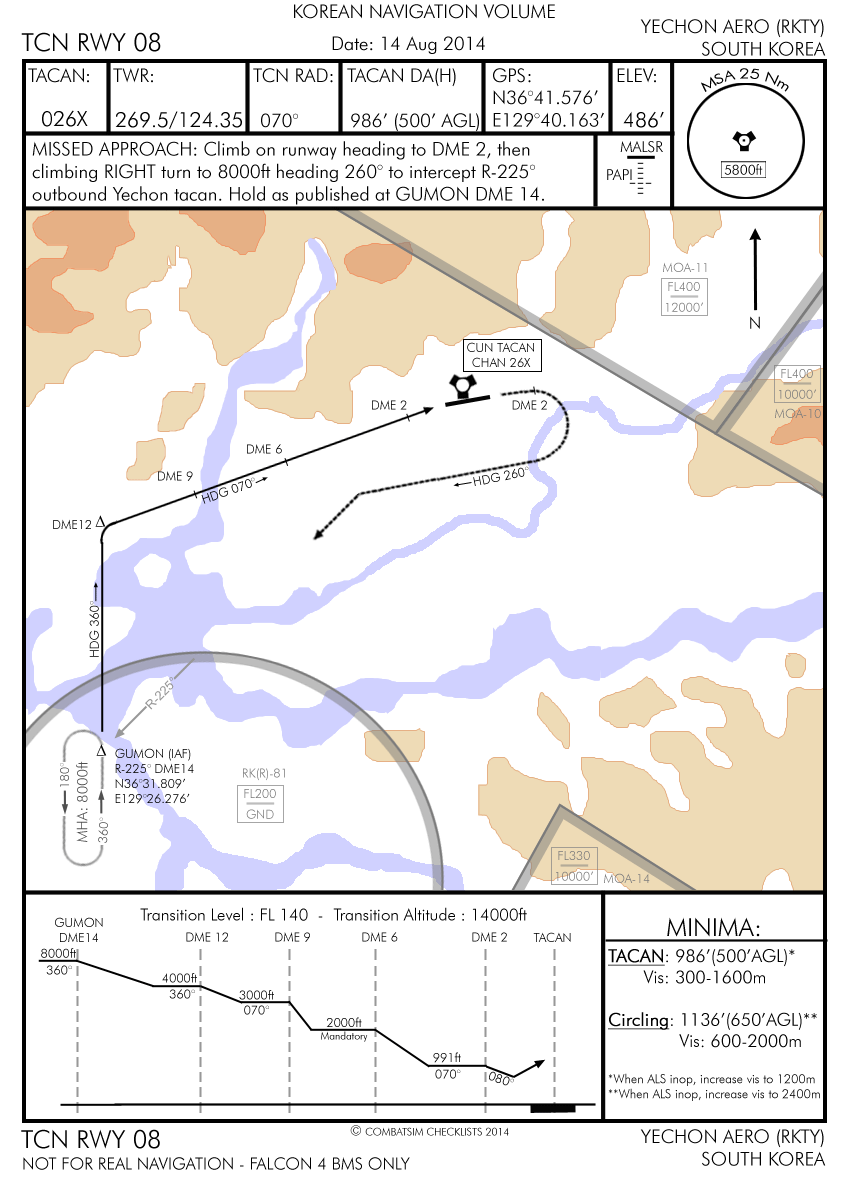 KOREAN NAVIGATION VOLUME
TCN RWY 08
Date: 14 Aug 2014
YECHON AERO (RKTY)
SOUTH KOREA
TACAN:
026X
TWR:
269.5/124.35
TCN RAD:
070°
TACAN DA(H)
986' (500' AGL)
GPS:
N36°41.576'
E129°40.163'
ELEV:
486'
MSA 25 Nm
5800ft
MISSED APPROACH: Climb on runway heading to DME 2, then
climbing RIGHT turn to 8000ft heading 260° to intercept R-225°
outbound Yechon tacan. Hold as published at GUMON DME 14.
MALSR
PAPI
MOA-11
FL400
12000'
N
CUN TACAN
CHAN 26X
FL400
10000'
MOA-10
DME 2
DME 2
DME 6
DME 9
HDG 070°
HDG 260°
DME12
HDG 360°
R-225°
GUMON (IAF)
R-225° DME14
N36°31.809'
E129°26.276'
180°
MHA: 8000ft
360°
RK(R)-81
FL200
GND
FL330
10000'
MOA-14
Transition Level : FL 140 - Transition Altitude : 14000ft
GUMON
DME14
DME 12
DME 9
DME 6
DME 2
TACAN
8000ft
360°
4000ft
360°
3000ft
070°
2000ft
Mandatory
991ft
070°
080°
MINIMA:
TACAN: 986'(500'AGL)*
Vis: 300-1600m
Circling: 1136'(650'AGL)**
Vis: 600-2000m
*When ALS inop, increase vis to 1200m
**When ALS inop, increase vis to 2400m
© COMBATSIM CHECKLISTS 2014
TCN RWY 08
NOT FOR REAL NAVIGATION - FALCON 4 BMS ONLY
YECHON AERO (RKTY)
SOUTH KOREA